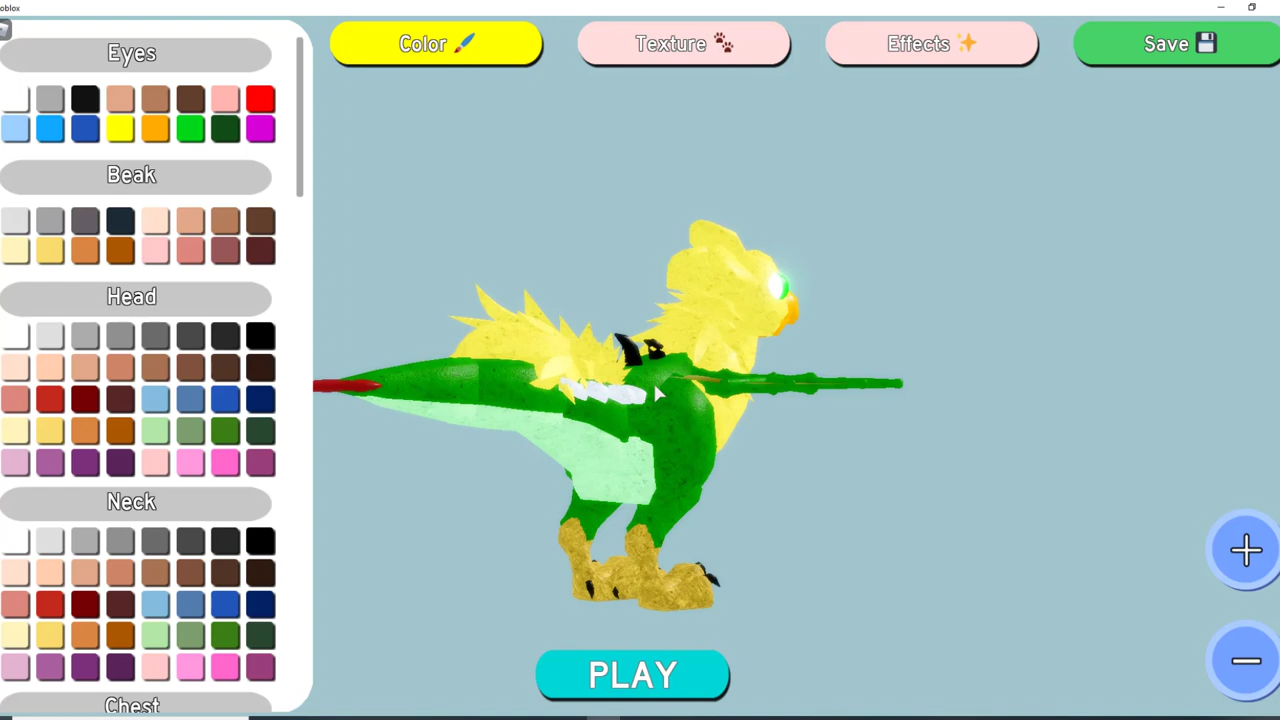 oblox
Color 🖌️
Texture 🐾
Effects ✨
Save 💾
Eyes
Beak
Head
Neck
Chest
PLAY